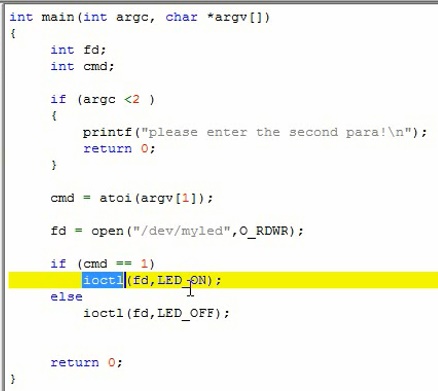 int main(int argc, char *argv[])
{
int fd;
int cmd;
if (argc <2 )
{
printf("please enter the second para!\n");
return 0;
}
cmd = atoi(argv[1]);
fd = open("/dev/myled",O_RDWR);
if (cmd == 1)
ioctl(fd,LED_ON);
else
ioctl(fd,LED_OFF);
return 0;
}